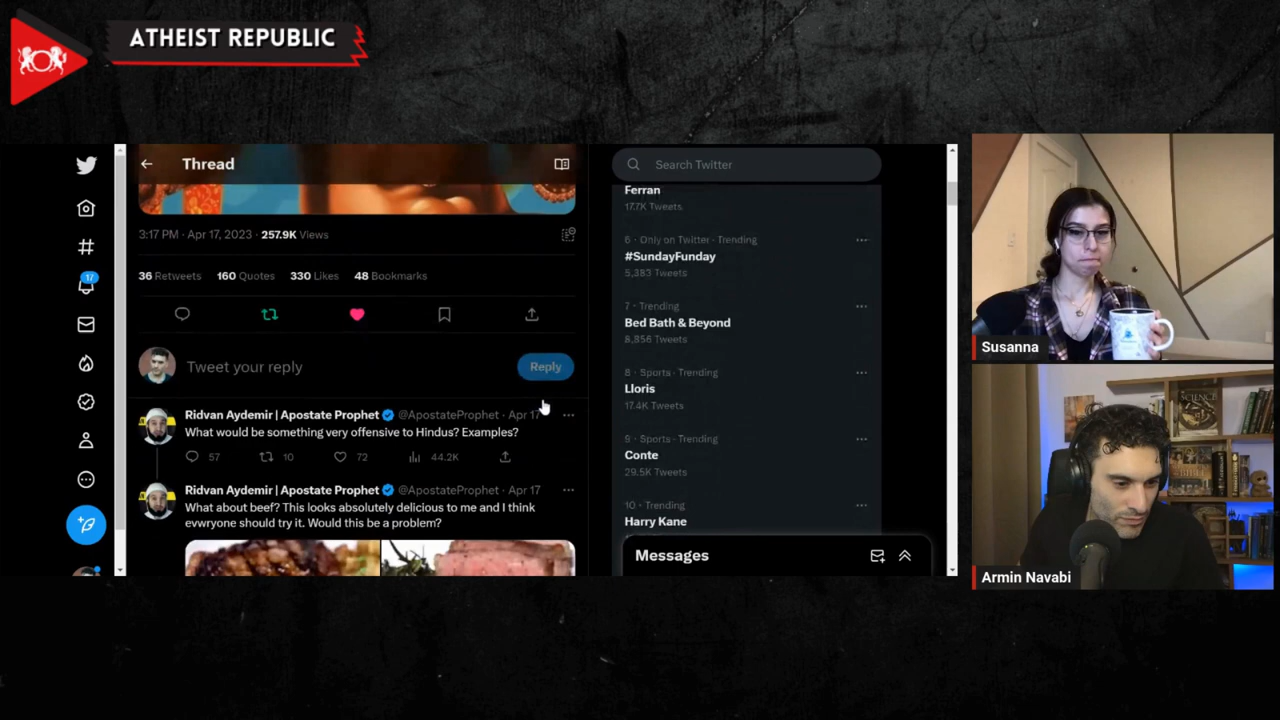 ATHEIST REPUBLIC
Thread
3:17 PM · Apr 17, 2023 · 257.9K Views
36 Retweets 160 Quotes 330 Likes 48 Bookmarks
Tweet your reply
Reply
Ridvan Aydemir | Apostate Prophet @ApostateProphet · Apr 17
What would be something very offensive to Hindus? Examples?
57 10 72 44.2K
Ridvan Aydemir | Apostate Prophet @ApostateProphet · Apr 17
What about beef? This looks absolutely delicious to me and I think
evwryone should try it. Would this be a problem?
17
Search Twitter
Ferran
17.7K Tweets
6 · Only on Twitter · Trending
#SundayFunday
5,383 Tweets
7 · Trending
Bed Bath & Beyond
8,356 Tweets
8 · Sports · Trending
Lloris
17.4K Tweets
9 · Sports · Trending
Conte
29.5K Tweets
10 · Trending
Harry Kane
Messages
Susanna
SCIENCE
Armin Navabi